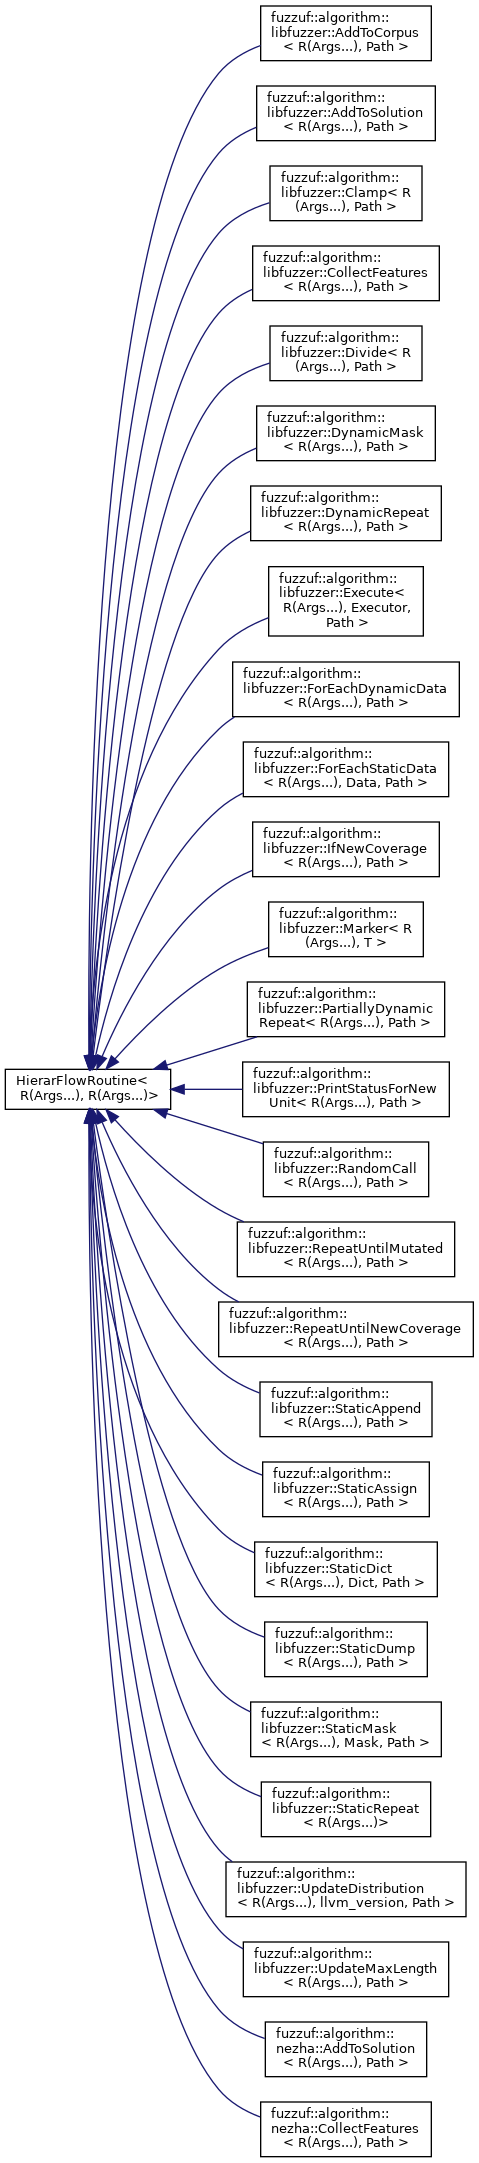 fuzzuf::algorithm::
libfuzzer::AddToCorpus
< R(Args...), Path >
fuzzuf::algorithm::
libfuzzer::AddToSolution
< R(Args...), Path >
fuzzuf::algorithm::
libfuzzer::Clamp< R
(Args...), Path >
fuzzuf::algorithm::
libfuzzer::CollectFeatures
< R(Args...), Path >
fuzzuf::algorithm::
libfuzzer::Divide< R
(Args...), Path >
fuzzuf::algorithm::
libfuzzer::DynamicMask
< R(Args...), Path >
fuzzuf::algorithm::
libfuzzer::DynamicRepeat
< R(Args...), Path >
fuzzuf::algorithm::
libfuzzer::Execute<
R(Args...), Executor,
Path >
fuzzuf::algorithm::
libfuzzer::ForEachDynamicData
< R(Args...), Path >
fuzzuf::algorithm::
libfuzzer::ForEachStaticData
< R(Args...), Data, Path >
fuzzuf::algorithm::
libfuzzer::IfNewCoverage
< R(Args...), Path >
fuzzuf::algorithm::
libfuzzer::Marker< R
(Args...), T >
fuzzuf::algorithm::
libfuzzer::PartiallyDynamic
Repeat< R(Args...), Path >
HierarFlowRoutine<
R(Args...), R(Args...)>
fuzzuf::algorithm::
libfuzzer::PrintStatusForNew
Unit< R(Args...), Path >
fuzzuf::algorithm::
libfuzzer::RandomCall
< R(Args...), Path >
fuzzuf::algorithm::
libfuzzer::RepeatUntilMutated
< R(Args...), Path >
fuzzuf::algorithm::
libfuzzer::RepeatUntilNewCoverage
< R(Args...), Path >
fuzzuf::algorithm::
libfuzzer::StaticAppend
< R(Args...), Path >
fuzzuf::algorithm::
libfuzzer::StaticAssign
< R(Args...), Path >
fuzzuf::algorithm::
libfuzzer::StaticDict
< R(Args...), Dict, Path >
fuzzuf::algorithm::
libfuzzer::StaticDump
< R(Args...), Path >
fuzzuf::algorithm::
libfuzzer::StaticMask
< R(Args...), Mask, Path >
fuzzuf::algorithm::
libfuzzer::StaticRepeat
< R(Args...)>
fuzzuf::algorithm::
libfuzzer::UpdateDistribution
< R(Args...), llvm_version, Path >
fuzzuf::algorithm::
libfuzzer::UpdateMaxLength
< R(Args...), Path >
fuzzuf::algorithm::
nezha::AddToSolution
< R(Args...), Path >
fuzzuf::algorithm::
nezha::CollectFeatures
< R(Args...), Path >